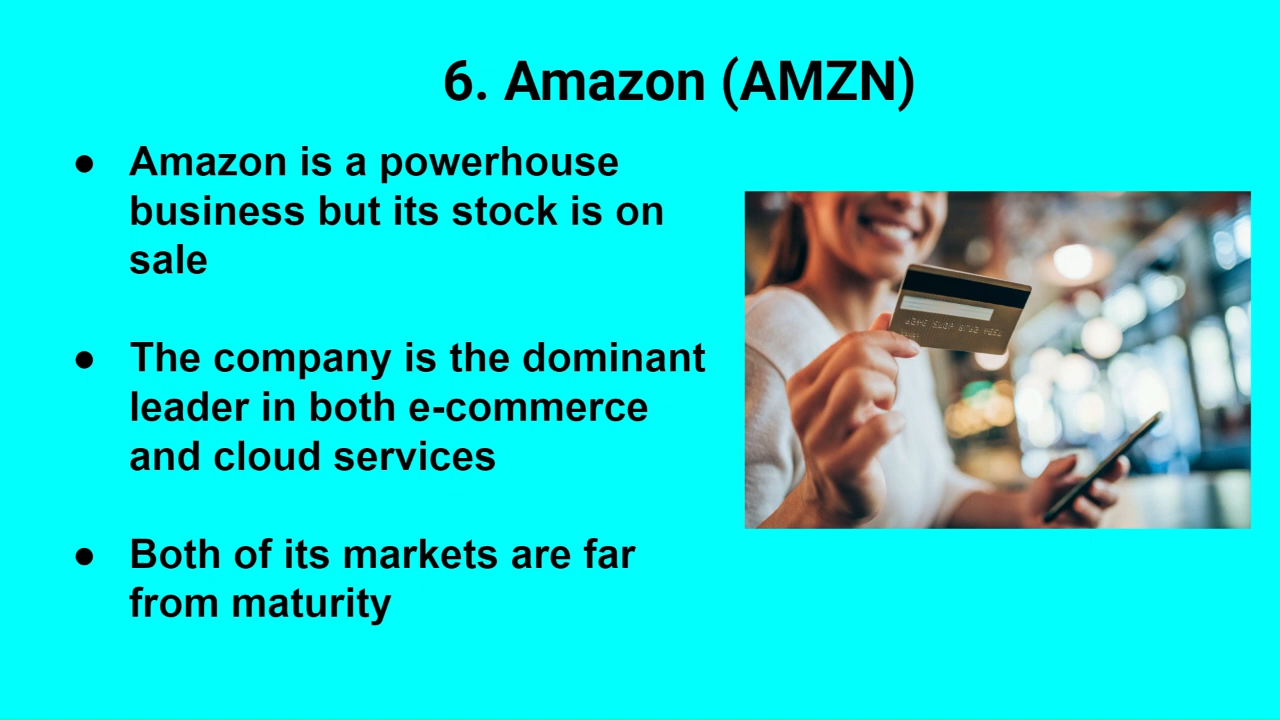 6. Amazon (AMZN)
● Amazon is a powerhouse
business but its stock is on
sale
● The company is the dominant
leader in both e-commerce
and cloud services
● Both of its markets are far
from maturity